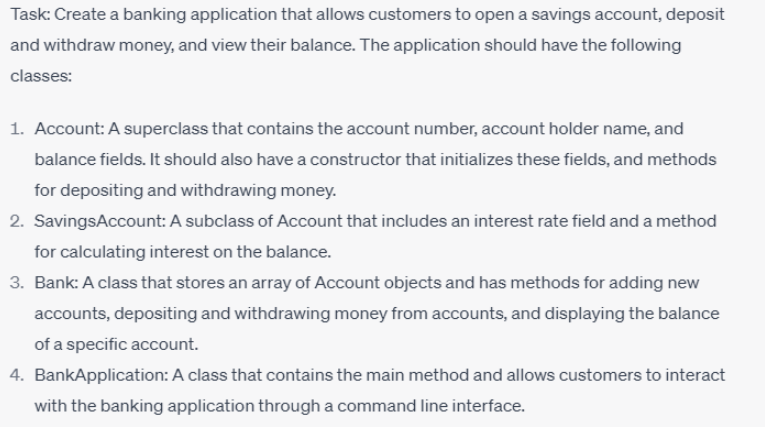 Task: Create a banking application that allows customers to open a savings account, deposit
and withdraw money, and view their balance. The application should have the following
classes:
1. Account: A superclass that contains the account number, account holder name, and
balance fields. It should also have a constructor that initializes these fields, and methods
for depositing and withdrawing money.
2. SavingsAccount: A subclass of Account that includes an interest rate field and a method
for calculating interest on the balance.
3. Bank: A class that stores an array of Account objects and has methods for adding new
accounts, depositing and withdrawing money from accounts, and displaying the balance
of a specific account.
4. BankApplication: A class that contains the main method and allows customers to interact
with the banking application through a command line interface.